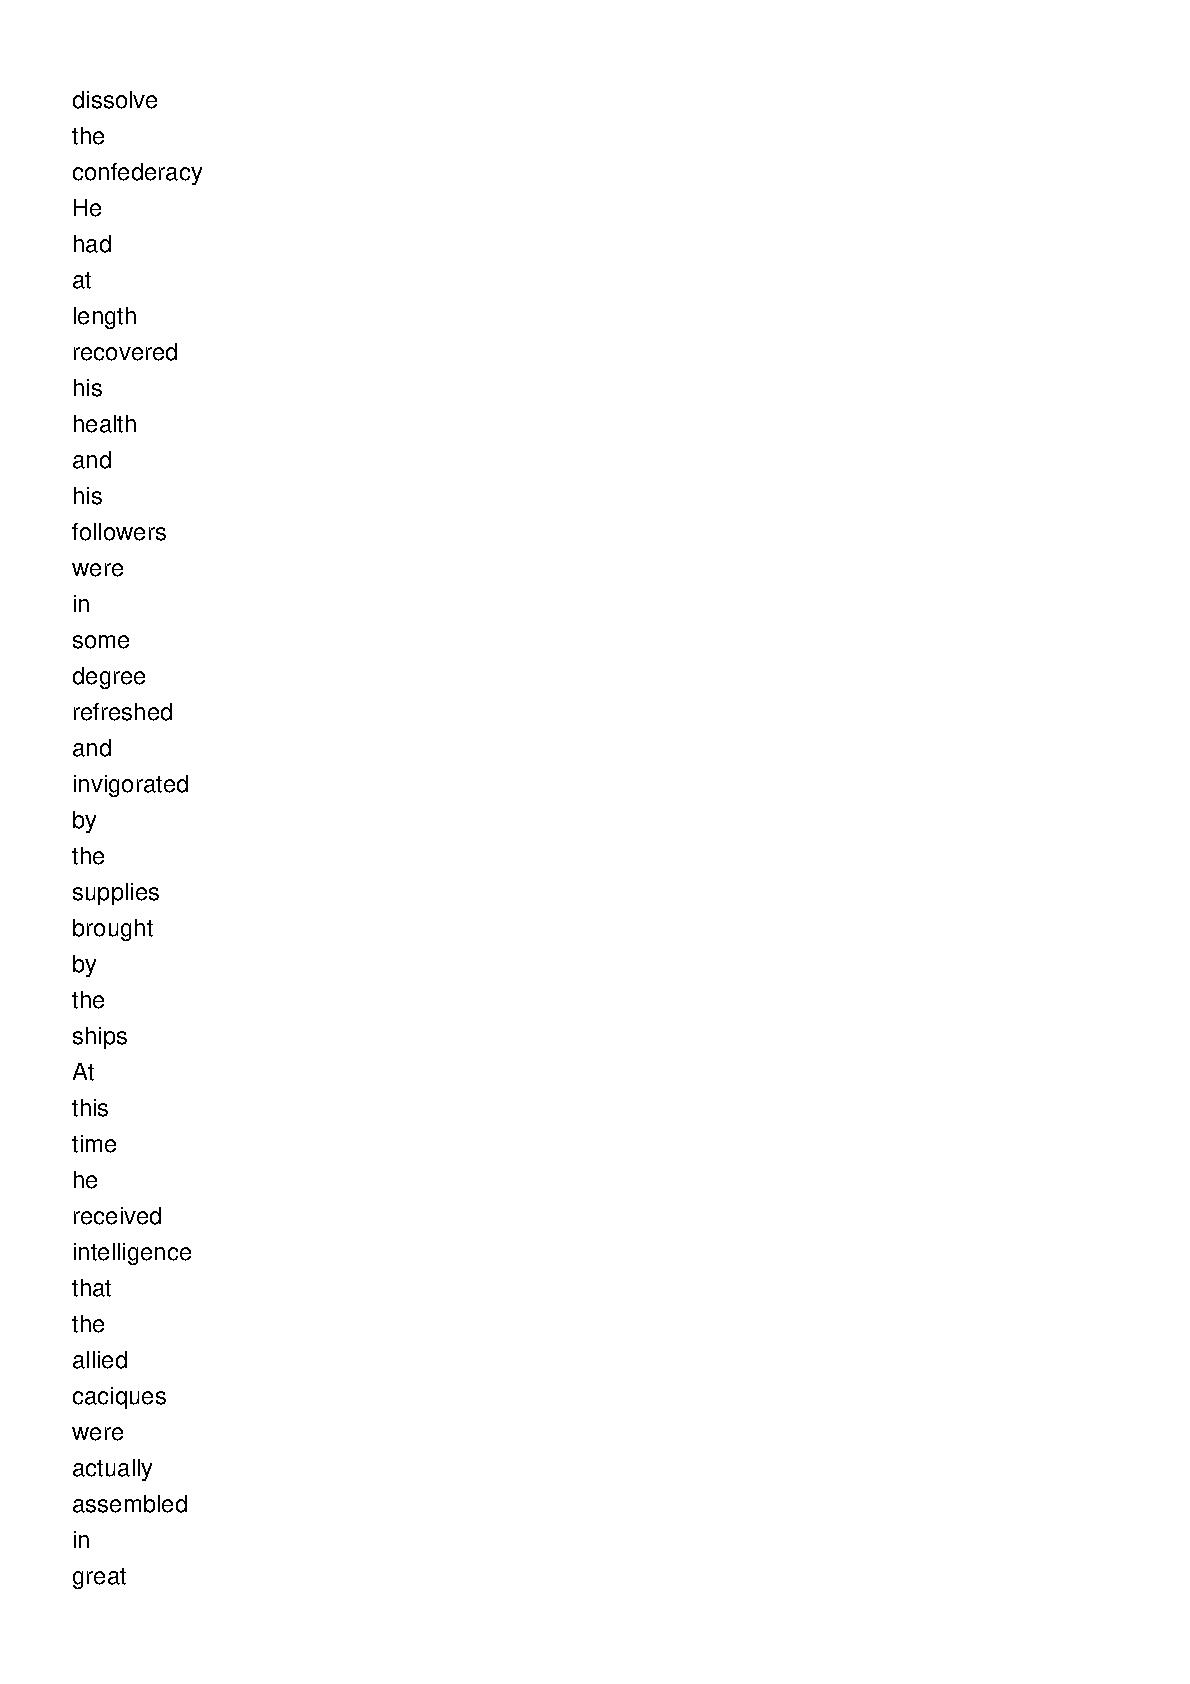 dissolve
the
confederacy
He
had
at
length
recovered
his
health
and
his
followers
were
in
some
degree
refreshed
and
invigorated
by
the
supplies
brought
by
the
ships
At
this
time
he
received
intelligence
that
the
allied
caciques
were
actually
assembled
in
great